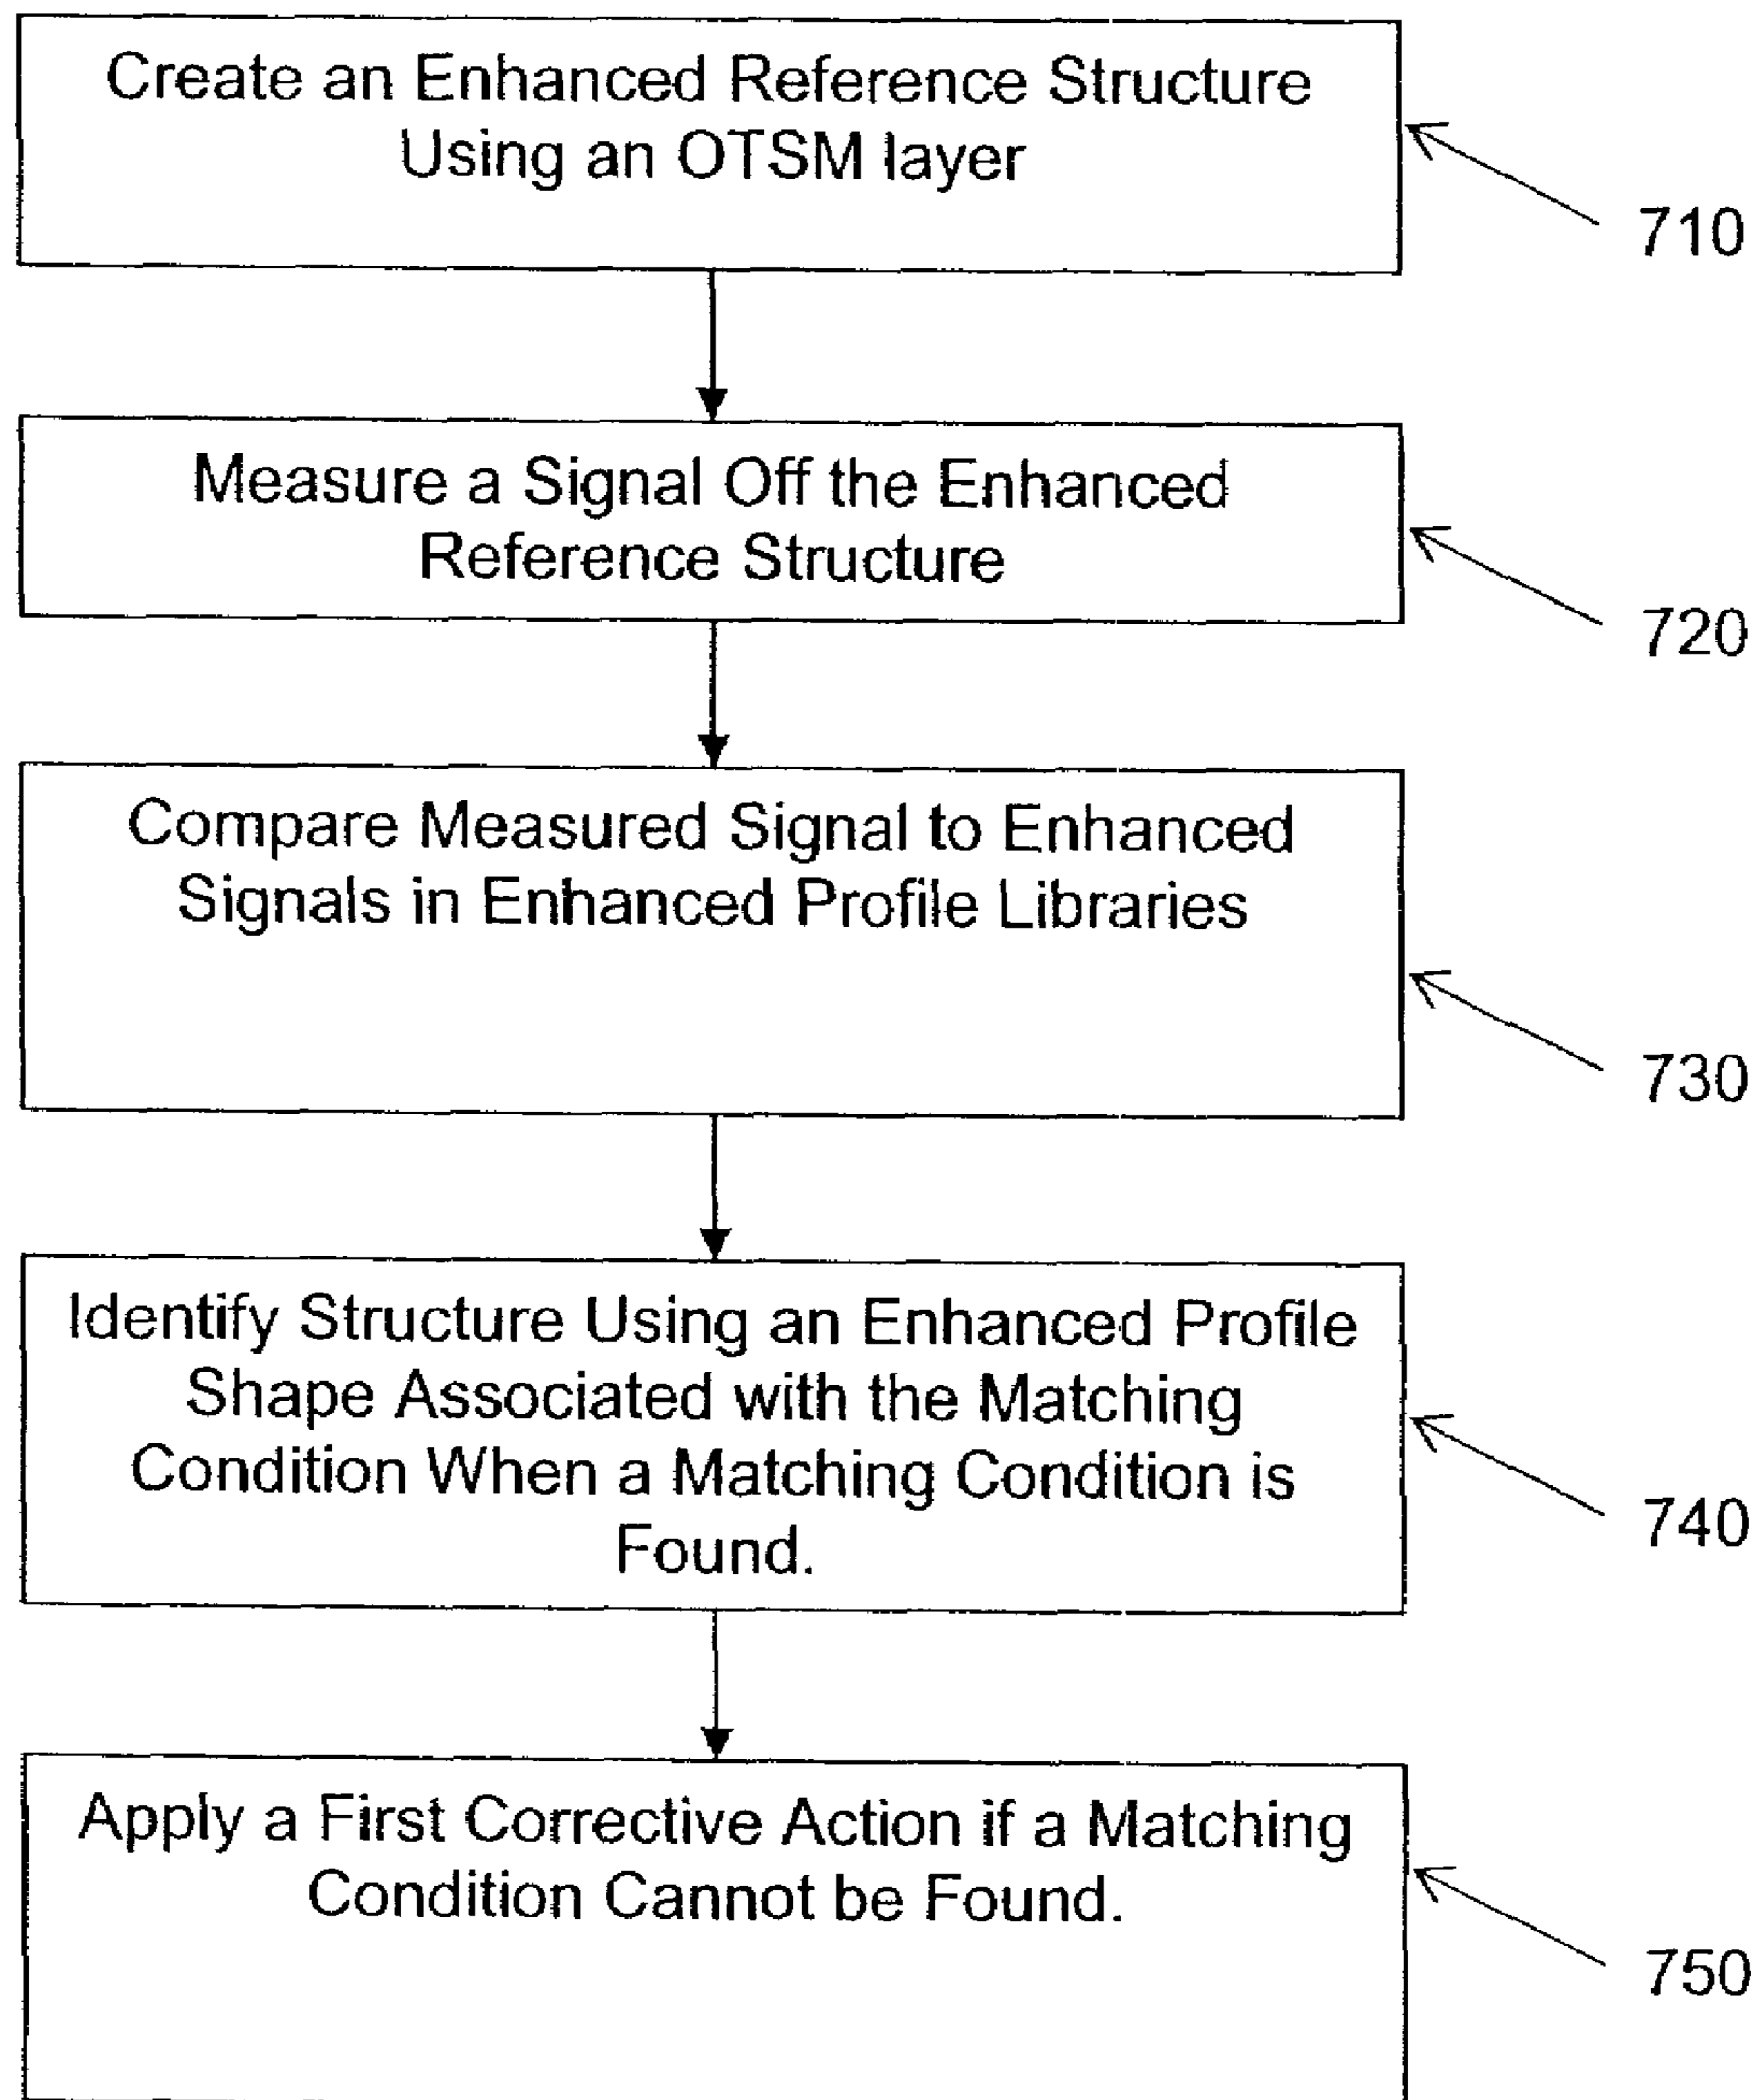 Create an Enhanced Reference Structure
Using an OTSM layer
710
Measure a Signal Off the Enhanced
Reference Structure
720
Compare Measured Signal to Enhanced
Signals in Enhanced Profile Libraries
730
Identify Structure Using an Enhanced Profile
Shape Associated with the Matching
Condition When a Matching Condition is
Found.
740
Apply a First Corrective Action if a Matching
Condition Cannot be Found.
750